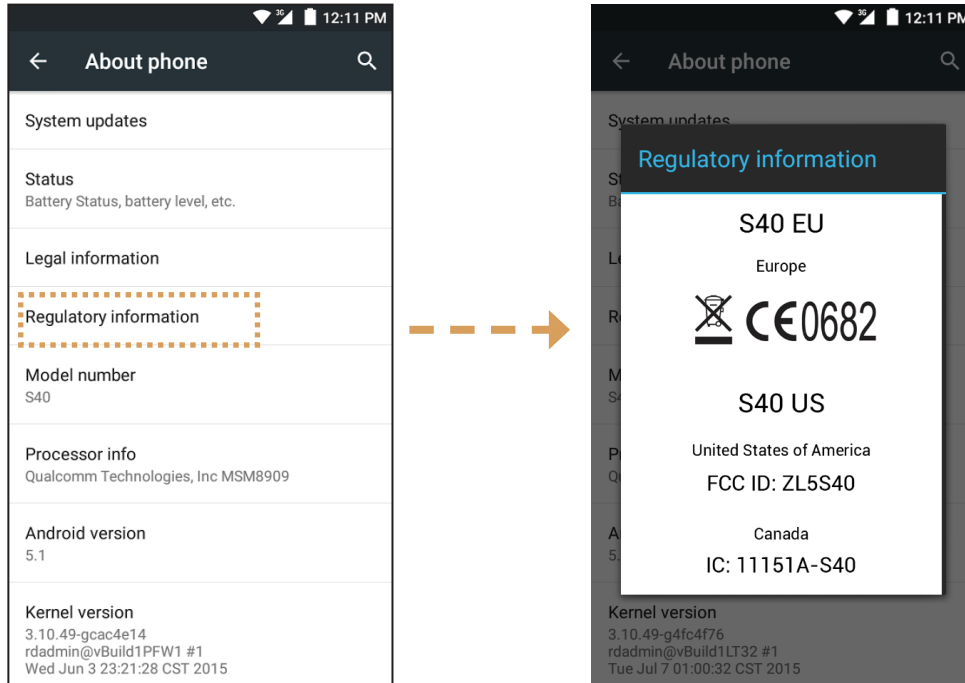 3G 12:11 PM
About phone
System updates
Status
Battery Status, battery level, etc.
Legal information
Regulatory information
Model number
S40
Processor info
Qualcomm Technologies, Inc MSM8909
Android version
5.1
Kernel version
3.10.49-gcac4e14
rdadmin@vBuild1PFW1 #1
Wed Jun 3 23:21:28 CST 2015
3G 12:11 PM
About phone
System updates
Regulatory information
S40 EU
Europe
CE0682
S40 US
United States of America
FCC ID: ZL5S40
Canada
IC: 11151A-S40
Kernel version
3.10.49-g4fc4f76
rdadmin@vBuild1LT32 #1
Tue Jul 7 01:00:32 CST 2015